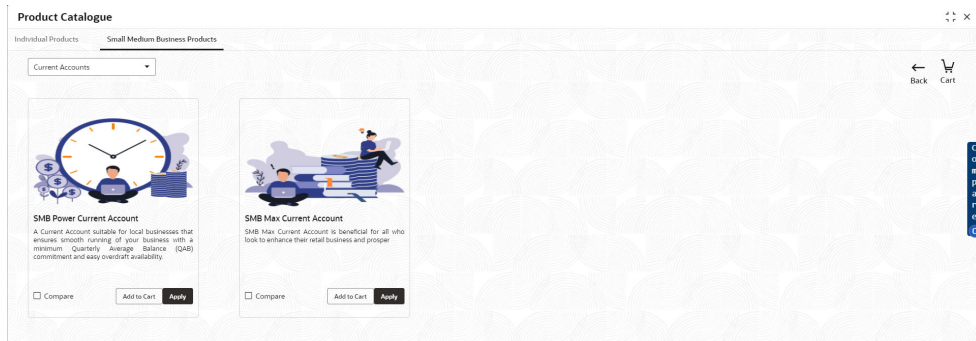 Product Catalogue
Individual Products
Small Medium Business Products
Current Accounts
Back
Cart
SMB Power Current Account
A Current Account suitable for local businesses that
ensures smooth running of your business with a
minimum Quarterly Average Balance (QAB)
commitment and easy overdraft availability.
Compare
Add to Cart
Apply
SMB Max Current Account
SMB Max Current Account is beneficial for all who
look to enhance their retail business and prosper
Compare
Add to Cart
Apply
C
o
m
p
a
r
e